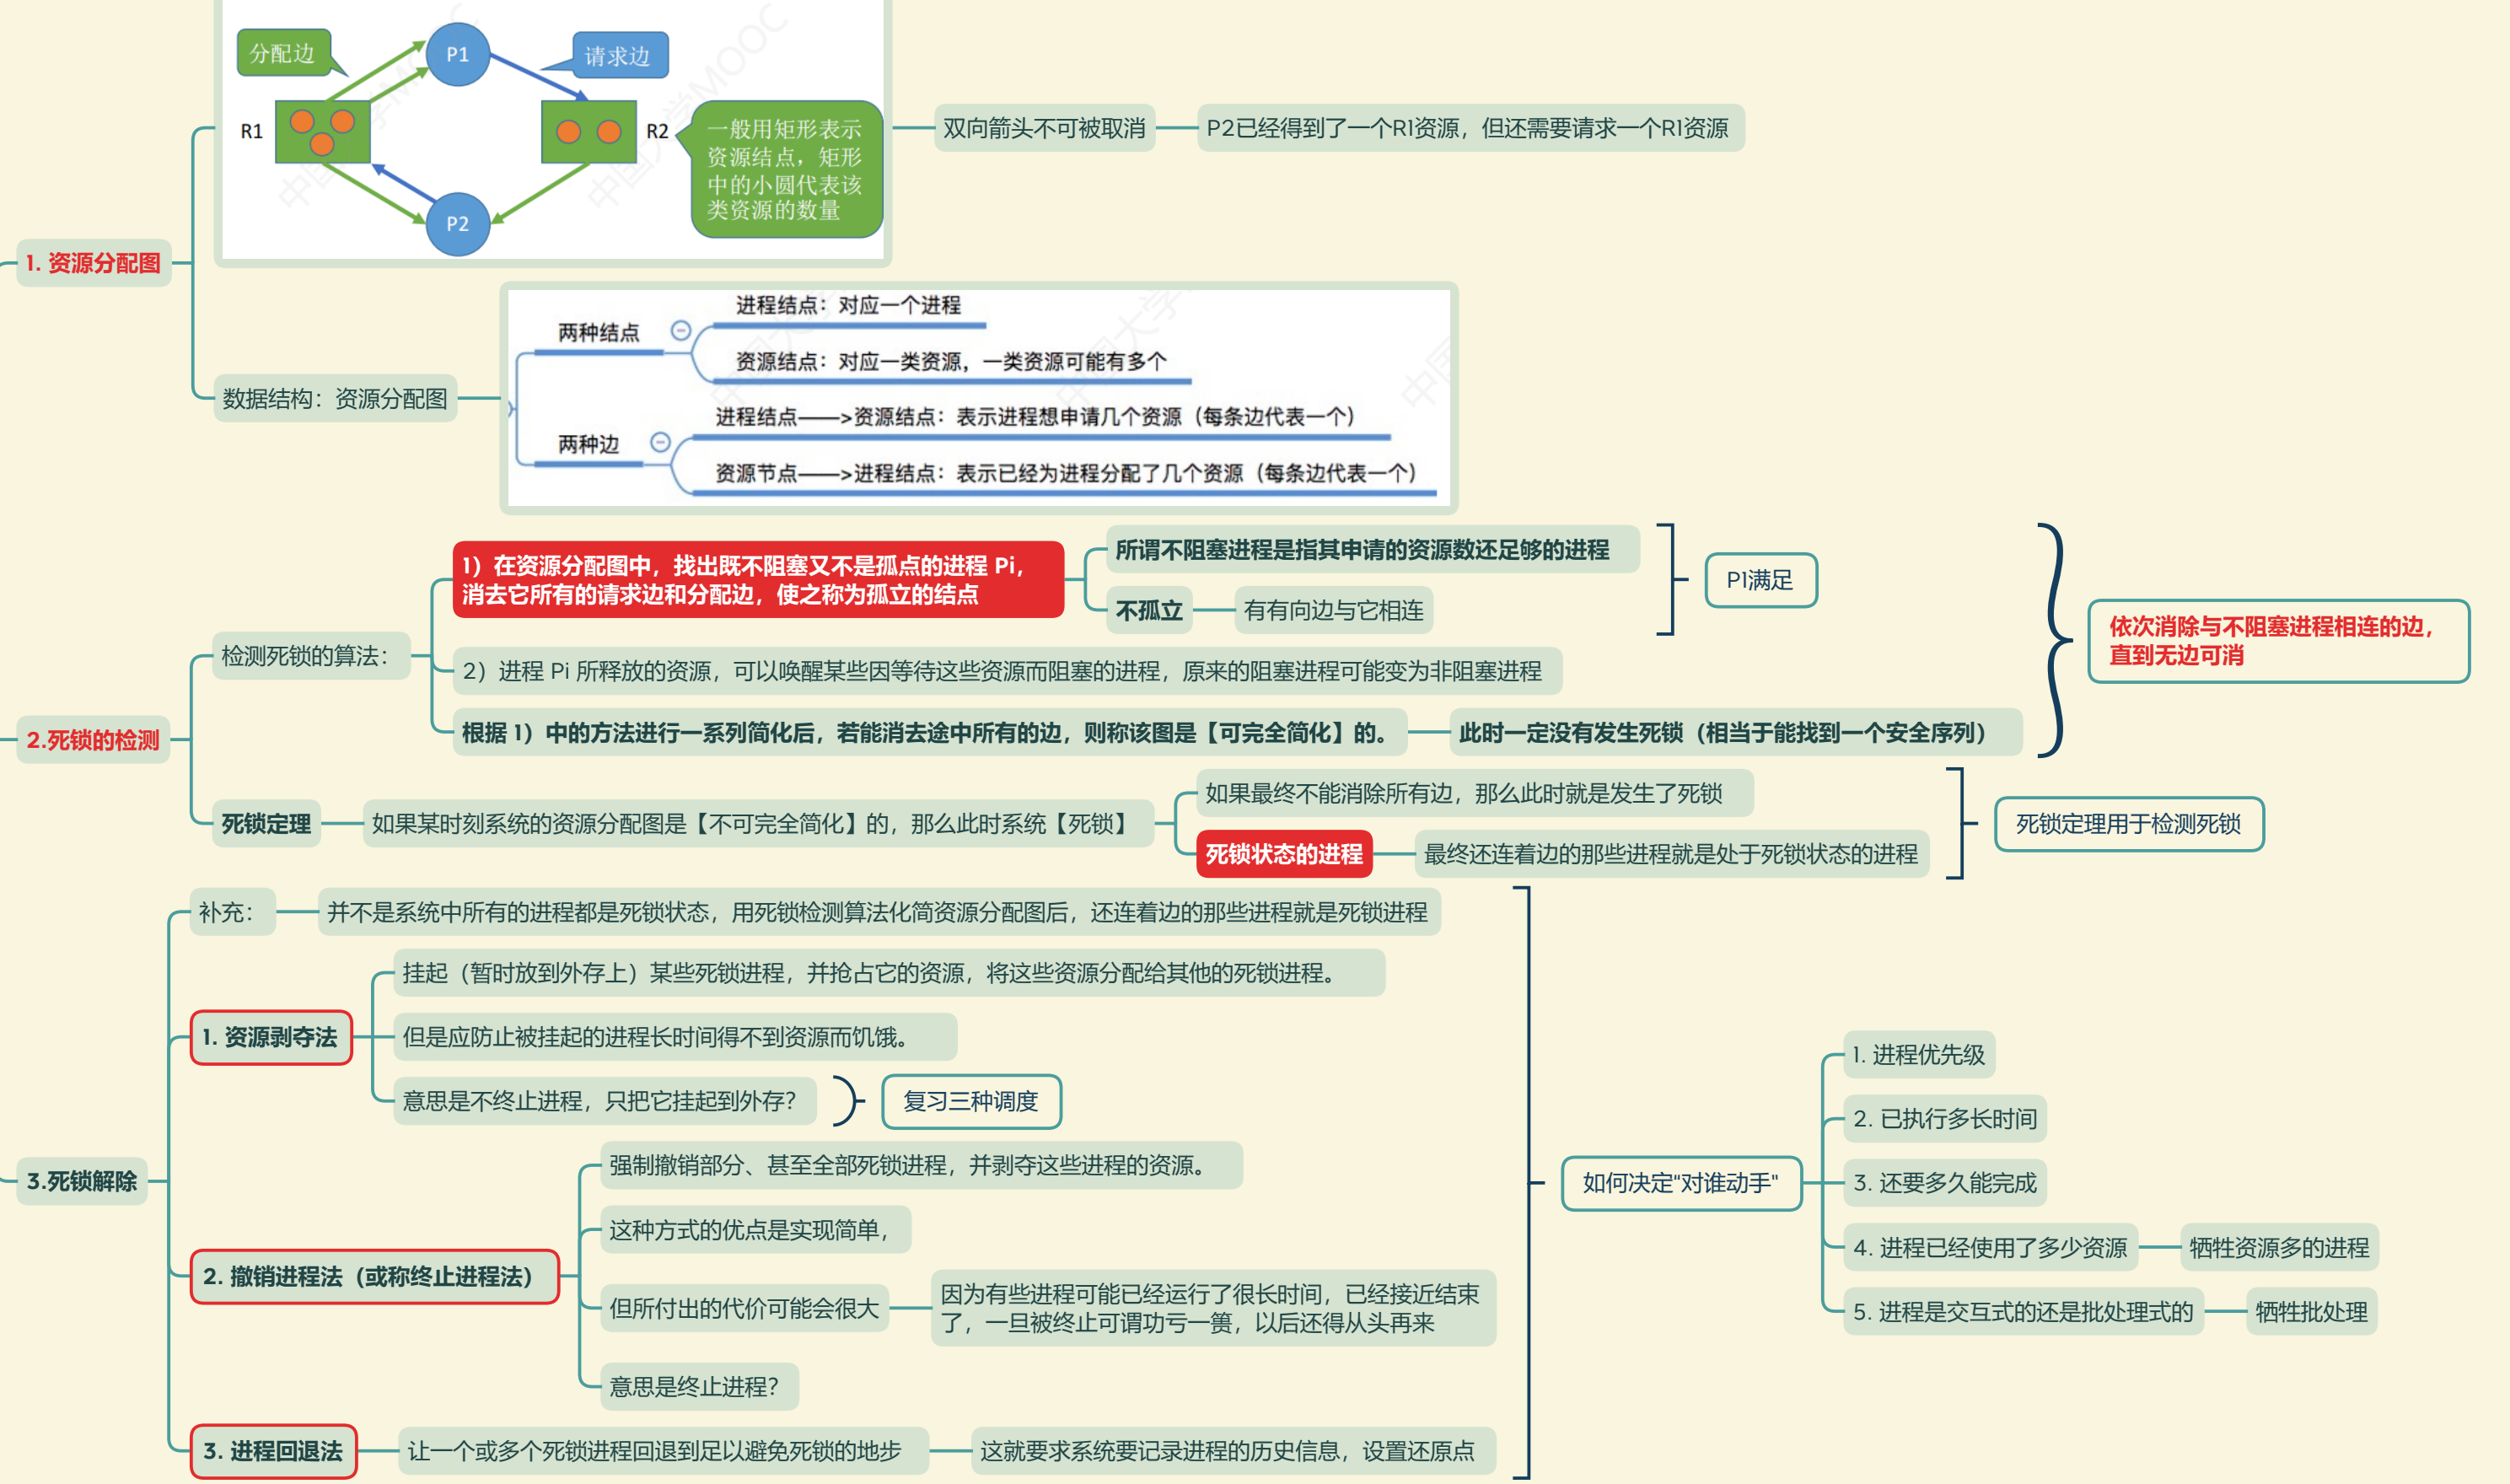 分配边
P1
请求边
R1
R2
一般用矩形表示
资源结点，矩形
中的小圆代表该
类资源的数量
P2
双向箭头不可被取消
P2已经得到了一个R1资源，但还需要请求一个R1资源
1. 资源分配图
数据结构：资源分配图
两种结点
进程结点：对应一个进程
资源结点：对应一类资源，一类资源可能有多个
两种边
进程结点——>资源结点：表示进程想申请几个资源（每条边代表一个）
资源节点——>进程结点：表示已经为进程分配了几个资源（每条边代表一个）
2.死锁的检测
检测死锁的算法：
1）在资源分配图中，找出既不阻塞又不是孤点的进程 Pi，
消去它所有的请求边和分配边，使之称为孤立的结点
所谓不阻塞进程是指其申请的资源数还足够的进程
不孤立
有有向边与它相连
P1满足
2）进程 Pi 所释放的资源，可以唤醒某些因等待这些资源而阻塞的进程，原来的阻塞进程可能变为非阻塞进程
根据 1）中的方法进行一系列简化后，若能消去途中所有的边，则称该图是【可完全简化】的。
此时一定没有发生死锁（相当于能找到一个安全序列）
依次消除与不阻塞进程相连的边，
直到无边可消
死锁定理
如果某时刻系统的资源分配图是【不可完全简化】的，那么此时系统【死锁】
如果最终不能消除所有边，那么此时就是发生了死锁
死锁状态的进程
最终还连着边的那些进程就是处于死锁状态的进程
死锁定理用于检测死锁
3.死锁解除
补充：
并不是系统中所有的进程都是死锁状态，用死锁检测算法化简资源分配图后，还连着边的那些进程就是死锁进程
1. 资源剥夺法
挂起（暂时放到外存上）某些死锁进程，并抢占它的资源，将这些资源分配给其他的死锁进程。
但是应防止被挂起的进程长时间得不到资源而饥饿。
意思是不终止进程，只把它挂起到外存？
复习三种调度
2. 撤销进程法（或称终止进程法）
强制撤销部分、甚至全部死锁进程，并剥夺这些进程的资源。
这种方式的优点是实现简单，
但所付出的代价可能会很大
因为有些进程可能已经运行了很长时间，已经接近结束
了，一旦被终止可谓功亏一篑，以后还得从头再来
意思是终止进程？
3. 进程回退法
让一个或多个死锁进程回退到足以避免死锁的地步
这就要求系统要记录进程的历史信息，设置还原点
如何决定"对谁动手"
1. 进程优先级
2. 已执行多长时间
3. 还要多久能完成
4. 进程已经使用了多少资源
牺牲资源多的进程
5. 进程是交互式的还是批处理式的
牺牲批处理